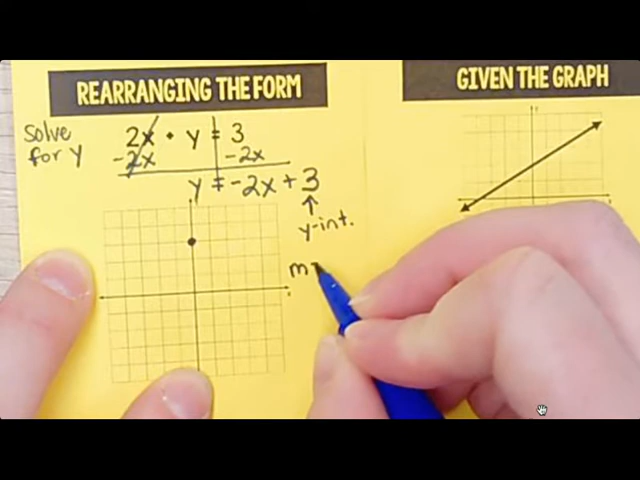 REARRANGING THE FORM
GIVEN THE GRAPH
Solve
for y
2x + y = 3
-2x -2x
y = -2x + 3
y-int.
m